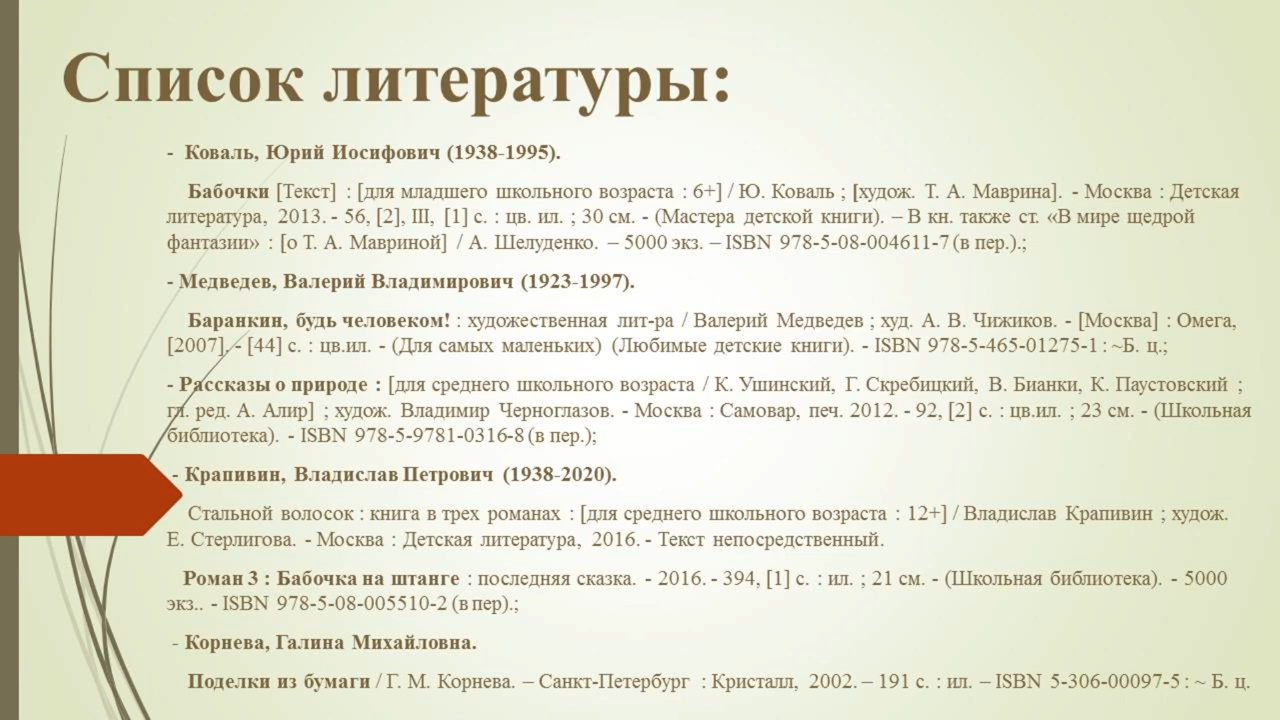 Список литературы:
- Коваль, Юрий Иосифович (1938-1995).
Бабочки [Текст] : [для младшего школьного возраста : 6+] / Ю. Коваль ; [худож. Т. А. Маврина]. - Москва : Детская
литература, 2013. - 56, [2], III, [1] с. : цв. ил. ; 30 см. - (Мастера детской книги). – В кн. также ст. «В мире щедрой
фантазии» : [о Т. А. Мавриной] / А. Шелуденко. – 5000 экз. – ISBN 978-5-08-004611-7 (в пер.).;
- Медведев, Валерий Владимирович (1923-1997).
Баранкин, будь человеком! : художественная лит-ра / Валерий Медведев ; худ. А. В. Чижиков. - [Москва] : Омега,
[2007]. - [44] с. : цв.ил. - (Для самых маленьких) (Любимые детские книги). - ISBN 978-5-465-01275-1 : ~Б. ц.;
- Рассказы о природе : [для среднего школьного возраста / К. Ушинский, Г. Скребицкий, В. Бианки, К. Паустовский ;
гл. ред. А. Алир] ; худож. Владимир Черноглазов. - Москва : Самовар, печ. 2012. - 92, [2] с. : цв.ил. ; 23 см. - (Школьная
библиотека). - ISBN 978-5-9781-0316-8 (в пер.);
- Крапивин, Владислав Петрович (1938-2020).
Стальной волосок : книга в трех романах : [для среднего школьного возраста : 12+] / Владислав Крапивин ; худож.
Е. Стерлигова. - Москва : Детская литература, 2016. - Текст непосредственный.
Роман 3 : Бабочка на штанге : последняя сказка. - 2016. - 394, [1] с. : ил. ; 21 см. - (Школьная библиотека). - 5000
экз.. - ISBN 978-5-08-005510-2 (в пер).;
- Корнева, Галина Михайловна.
Поделки из бумаги / Г. М. Корнева. – Санкт-Петербург : Кристалл, 2002. – 191 с. : ил. – ISBN 5-306-00097-5 : ~ Б. ц.